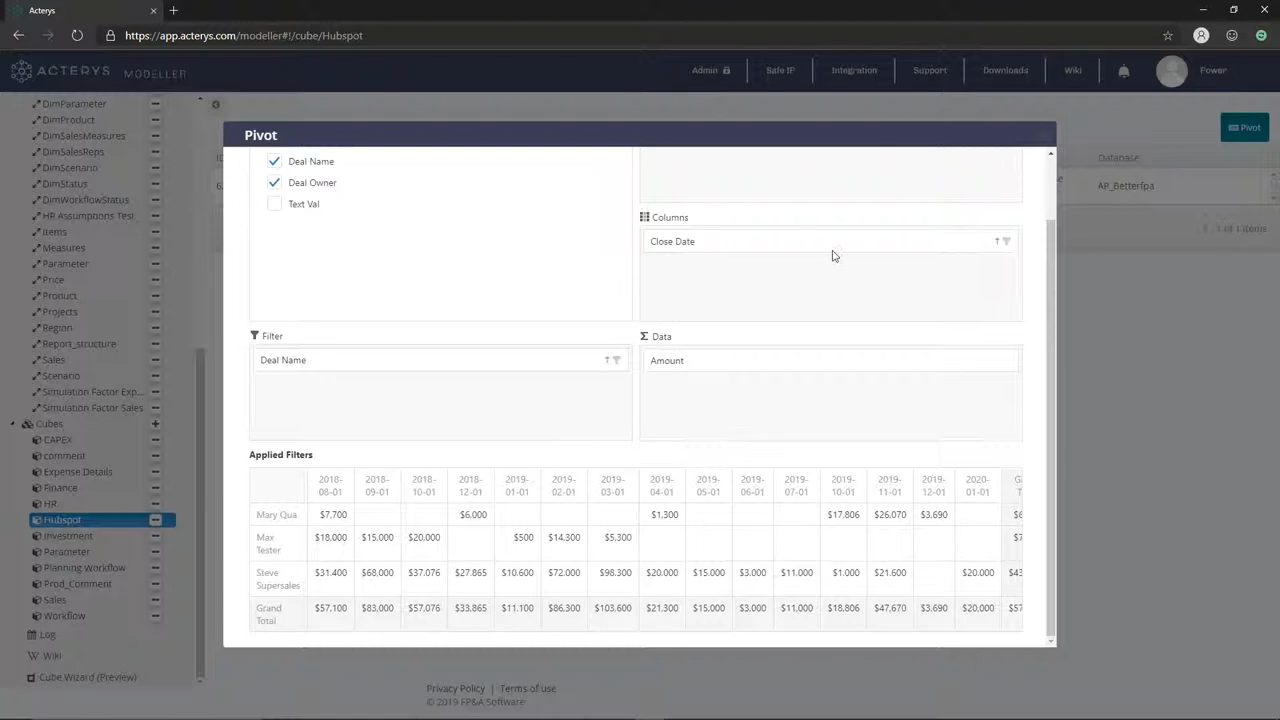 Acterys
https://app.acterys.com/modeller#!/cube/Hubspot
ACTERYS MODELLER
Admin
Safe IP
Integration
Support
Downloads
Wiki
Power
DimParameter
DimProduct
DimSalesMeasures
DimSalesReps
DimScenario
DimStatus
DimWorkflowStatus
HR Assumptions Test
Items
Measures
Parameter
Price
Product
Projects
Region
Report_structure
Sales
Scenario
Simulation Factor Exp...
Simulation Factor Sales
Cubes
CAPEX
comment
Expense Details
Finance
HR
Hubspot
Investment
Parameter
Planning Workflow
Prod_Comment
Sales
Workflow
Log
Wiki
Cube Wizard (Preview)
Pivot
Database
AP_Betterfpa
1 of 1 items
Pivot
Deal Name
Deal Owner
Text Val
Columns
Close Date
Filter
Deal Name
Data
Amount
Applied Filters
2018-08-01 2018-09-01 2018-10-01 2018-12-01 2019-01-01 2019-02-01 2019-03-01 2019-04-01 2019-05-01 2019-06-01 2019-07-01 2019-10-01 2019-11-01 2019-12-01 2020-01-01
Mary Qua $7,700 $6,000 $1,300 $17.806 $26,070 $3,690
Max Tester $18,000 $15,000 $20,000 $500 $14,300 $5,300
Steve Supersales $31.400 $68,000 $37.076 $27.865 $10.600 $72.000 $98.300 $20.000 $15.000 $3.000 $11.000 $1.000 $21.600 $20.000
Grand Total $57,100 $83,000 $57,076 $33,865 $11,100 $86,300 $103,600 $21,300 $15,000 $3,000 $11,000 $18,806 $47,670 $3,690 $20,000
Privacy Policy | Terms of use
© 2019 FP&A Software